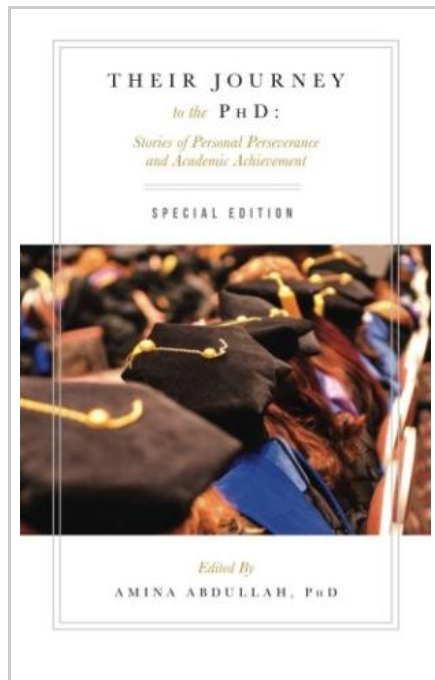 THEIR JOURNEY
to the PHD:
Stories of Personal Perseverance
and Academic Achievement
SPECIAL EDITION
Edited By
AMINA ABDULLAH, PHD